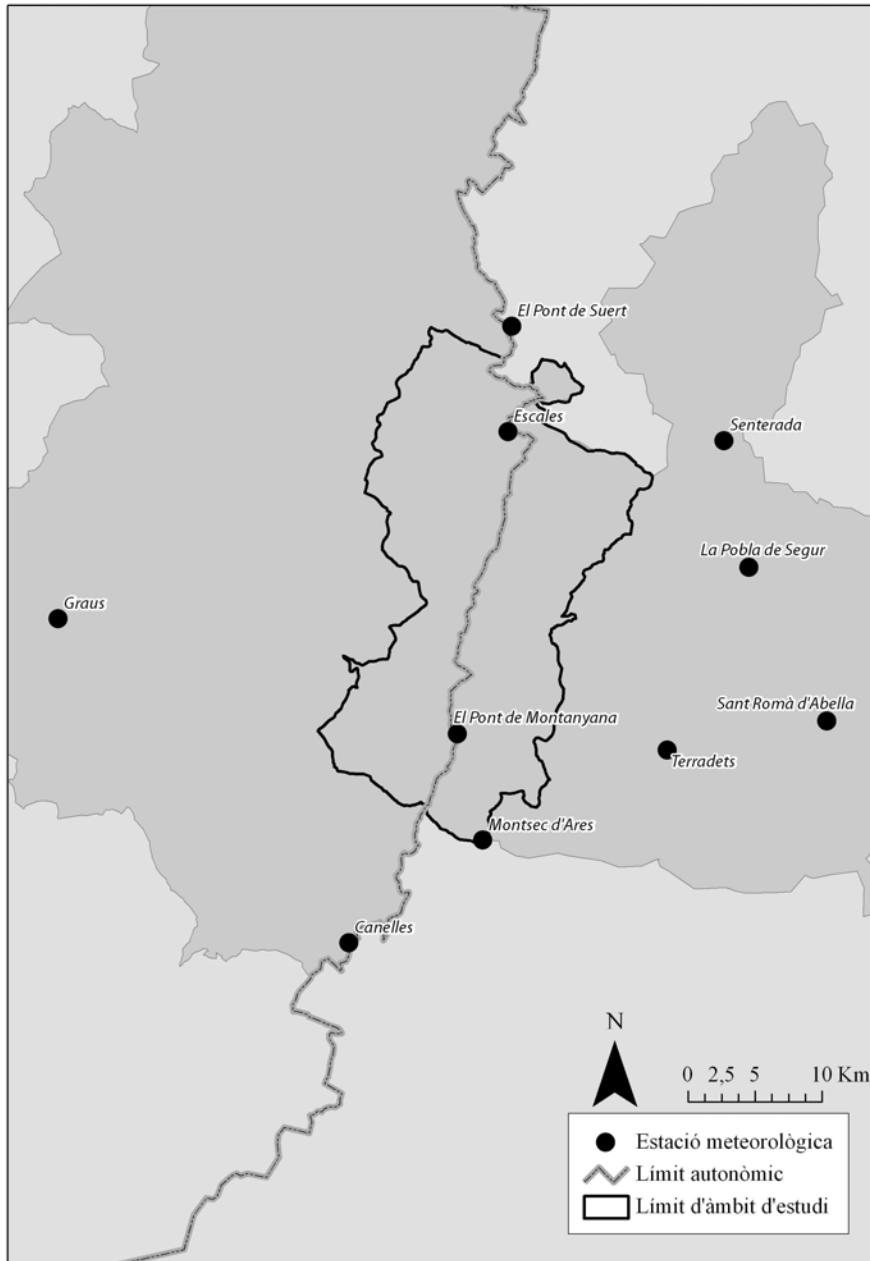 El Pont de Suert
Escales
Senterada
La Pobla de Segur
Graus
Sant Romà d'Abella
El Pont de Montanyana
Terradets
Montsec d'Ares
Canelles
N
0 2,5 5 10 Km
Estació meteorològica
Límit autonòmic
Límit d'àmbit d'estudi